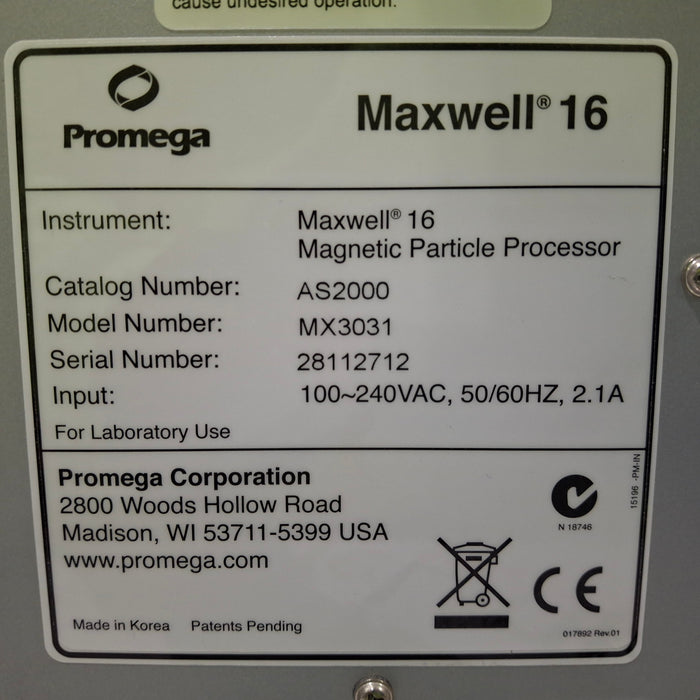 cause undesired operation.
Promega
Maxwell® 16
Instrument: Maxwell® 16
Magnetic Particle Processor
Catalog Number: AS2000
Model Number: MX3031
Serial Number: 28112712
Input: 100~240VAC, 50/60HZ, 2.1A
For Laboratory Use
Promega Corporation
2800 Woods Hollow Road
Madison, WI 53711-5399 USA
www.promega.com
N 18746
15196 -PM-IN
CE
Made in Korea Patents Pending
017892 Rev.01